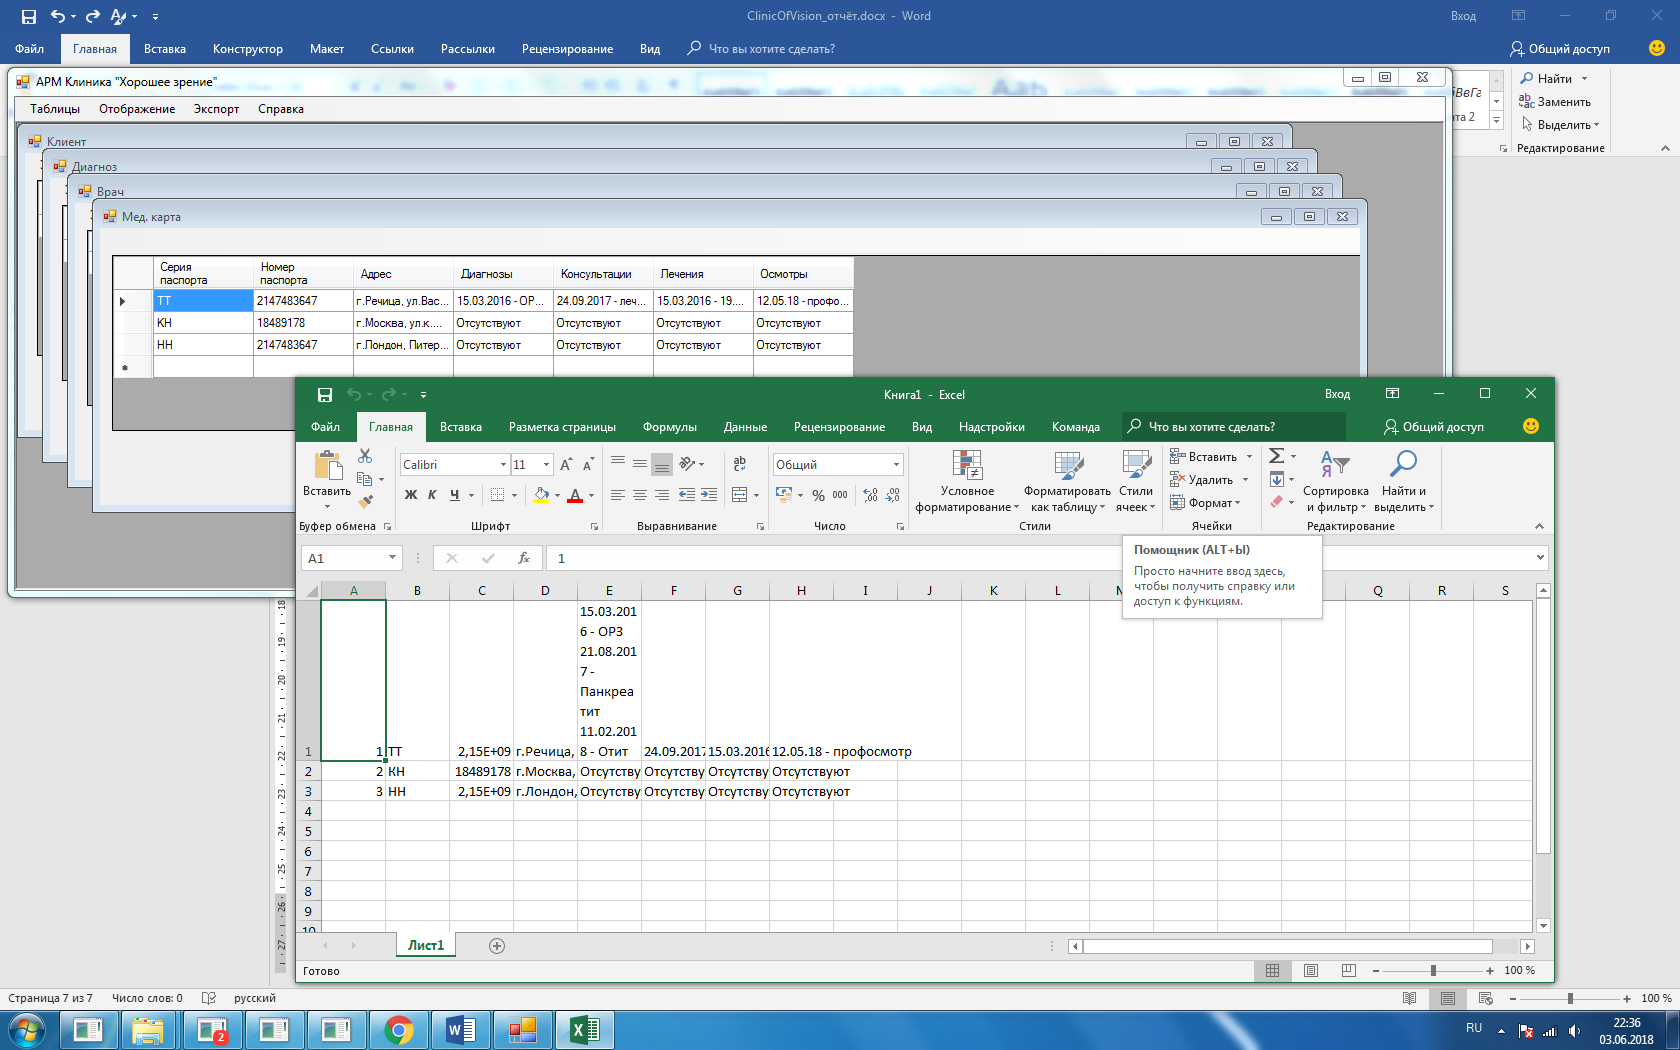 ClinicOfVision_отчёт.docx - Word
Вход
Файл Главная Вставка Конструктор Макет Ссылки Рассылки Рецензирование Вид Что вы хотите сделать? Общий доступ
АРМ Клиника "Хорошее зрение"
Найти
Заменить
Выделить
Редактирование
Таблицы Отображение Экспорт Справка
Клиент
Диагноз
Врач
Мед. карта
Серия паспорта Номер паспорта Адрес Диагнозы Консультации Лечения Осмотры
ТТ 2147483647 г.Речица, ул.Вас... 15.03.2016 - ОР... 24.09.2017 - леч... 15.03.2016 - 19.... 12.05.18 - профо...
КН 18489178 г.Москва, ул.к.... Отсутствуют Отсутствуют Отсутствуют Отсутствуют
НН 2147483647 г.Лондон, Питер... Отсутствуют Отсутствуют Отсутствуют Отсутствуют
Книга1 - Excel
Вход
Файл Главная Вставка Разметка страницы Формулы Данные Рецензирование Вид Надстройки Команда Что вы хотите сделать? Общий доступ
Вставить
Буфер обмена
Calibri 11
Ж К Ч
Шрифт
Выравнивание
Общий
% 000
Число
Условное форматирование
Форматировать как таблицу
Стили ячеек
Стили
Вставить
Удалить
Формат
Ячейки
Сортировка и фильтр
Найти и выделить
Редактирование
A1 fx 1
Помощник (ALT+Ы)
Просто начните ввод здесь,
чтобы получить справку или
доступ к функциям.
A B C D E F G H I J K L Q R S
15.03.201
6 - ОРЗ
21.08.201
7 -
Панкреа
тит
11.02.201
1 1 ТТ 2,15E+09 г.Речица, 8 - Отит 24.09.2017 15.03.2016 12.05.18 - профосмотр
2 2 КН 18489178 г.Москва, Отсутству Отсутству Отсутству Отсутствуют
3 3 НН 2,15E+09 г.Лондон, Отсутству Отсутству Отсутству Отсутствуют
4
5
6
7
8
9
10
Лист1
Готово
100 %
Страница 7 из 7 Число слов: 0 русский
100 %
2
RU
22:36
03.06.2018